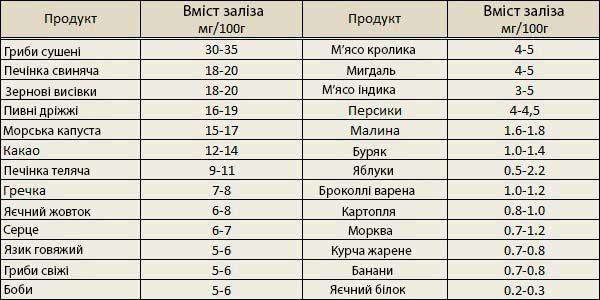 Продукт Вміст заліза мг/100г Продукт Вміст заліза мг/100г
Гриби сушені 30-35 М’ясо кролика 4-5
Печінка свиняча 18-20 Мигдаль 4-5
Зернові висівки 18-20 М’ясо індика 3-5
Пивні дріжжі 16-19 Персики 4-4,5
Морська капуста 15-17 Малина 1.6-1.8
Какао 12-14 Буряк 1.0-1.4
Печінка теляча 9-11 Яблуки 0.5-2.2
Гречка 7-8 Броколлі варена 1.0-1.2
Яєчний жовток 6-8 Картопля 0.8-1.0
Серце 6-7 Морква 0.7-1.2
Язик говяжий 5-6 Курча жарене 0.7-0.8
Гриби свіжі 5-6 Банани 0.7-0.8
Боби 5-6 Яєчний білок 0.2-0.3